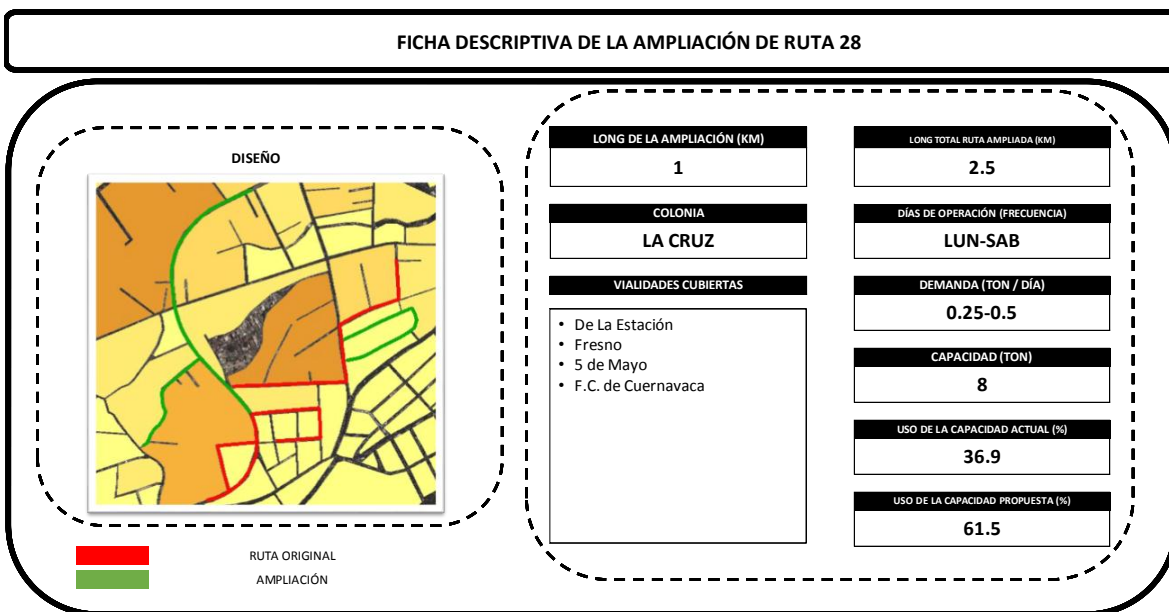 FICHA DESCRIPTIVA DE LA AMPLIACIÓN DE RUTA 28
DISEÑO
RUTA ORIGINAL
AMPLIACIÓN
LONG DE LA AMPLIACIÓN (KM)
1
COLONIA
LA CRUZ
VIALIDADES CUBIERTAS
• De La Estación
• Fresno
• 5 de Mayo
• F.C. de Cuernavaca
LONG TOTAL RUTA AMPLIADA (KM)
2.5
DÍAS DE OPERACIÓN (FRECUENCIA)
LUN-SAB
DEMANDA (TON / DÍA)
0.25-0.5
CAPACIDAD (TON)
8
USO DE LA CAPACIDAD ACTUAL (%)
36.9
USO DE LA CAPACIDAD PROPUESTA (%)
61.5